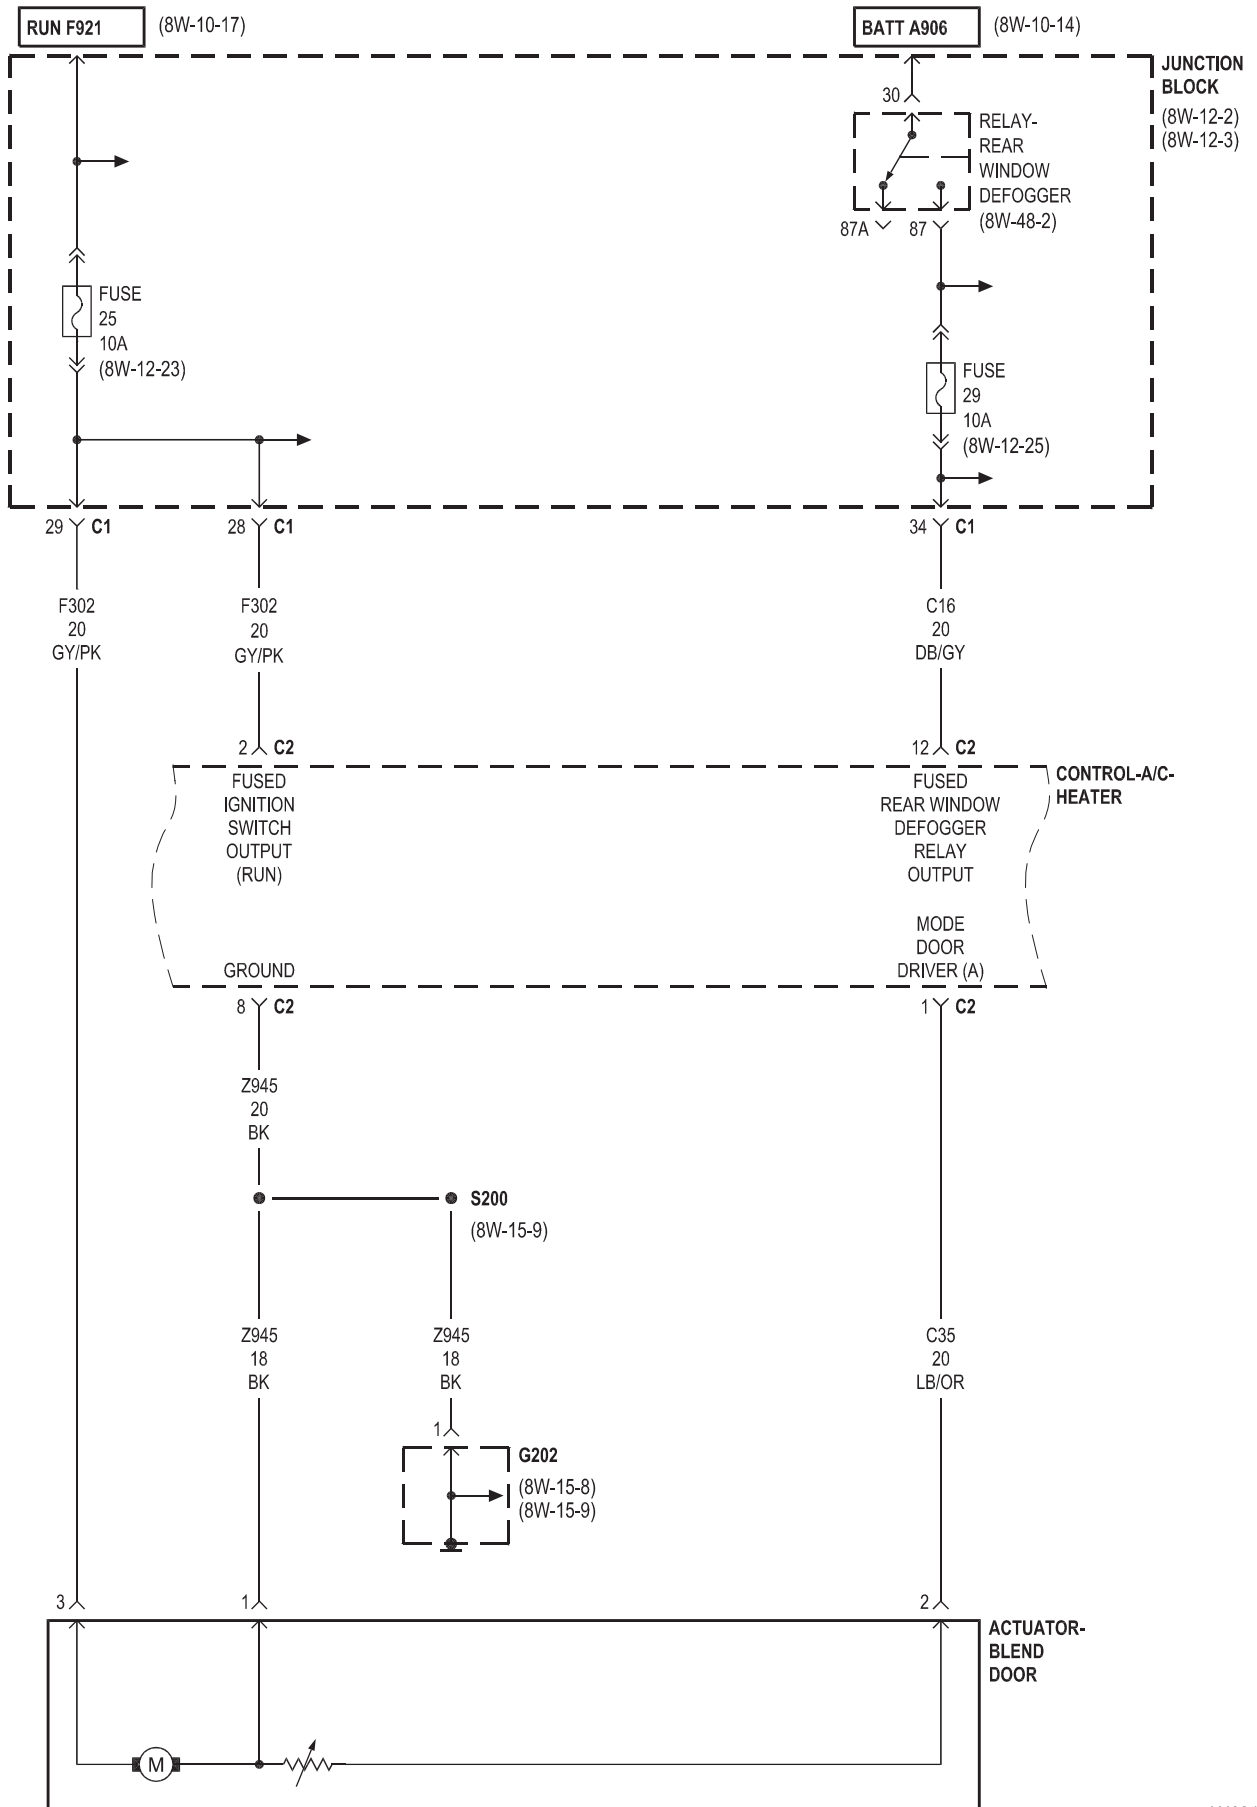 RUN F921 (8W-10-17)
BATT A906 (8W-10-14)
JUNCTION
BLOCK
(8W-12-2)
(8W-12-3)
30
RELAY-
REAR
WINDOW
DEFOGGER
(8W-48-2)
87A 87
FUSE
25
10A
(8W-12-23)
FUSE
29
10A
(8W-12-25)
29 C1
28 C1
34 C1
F302
20
GY/PK
F302
20
GY/PK
C16
20
DB/GY
2 C2
12 C2
CONTROL-A/C-
HEATER
FUSED
IGNITION
SWITCH
OUTPUT
(RUN)
FUSED
REAR WINDOW
DEFOGGER
RELAY
OUTPUT
MODE
DOOR
DRIVER (A)
GROUND
8 C2
1 C2
Z945
20
BK
S200
(8W-15-9)
Z945
18
BK
Z945
18
BK
C35
20
LB/OR
1
G202
(8W-15-8)
(8W-15-9)
3
1
2
ACTUATOR-
BLEND
DOOR
M